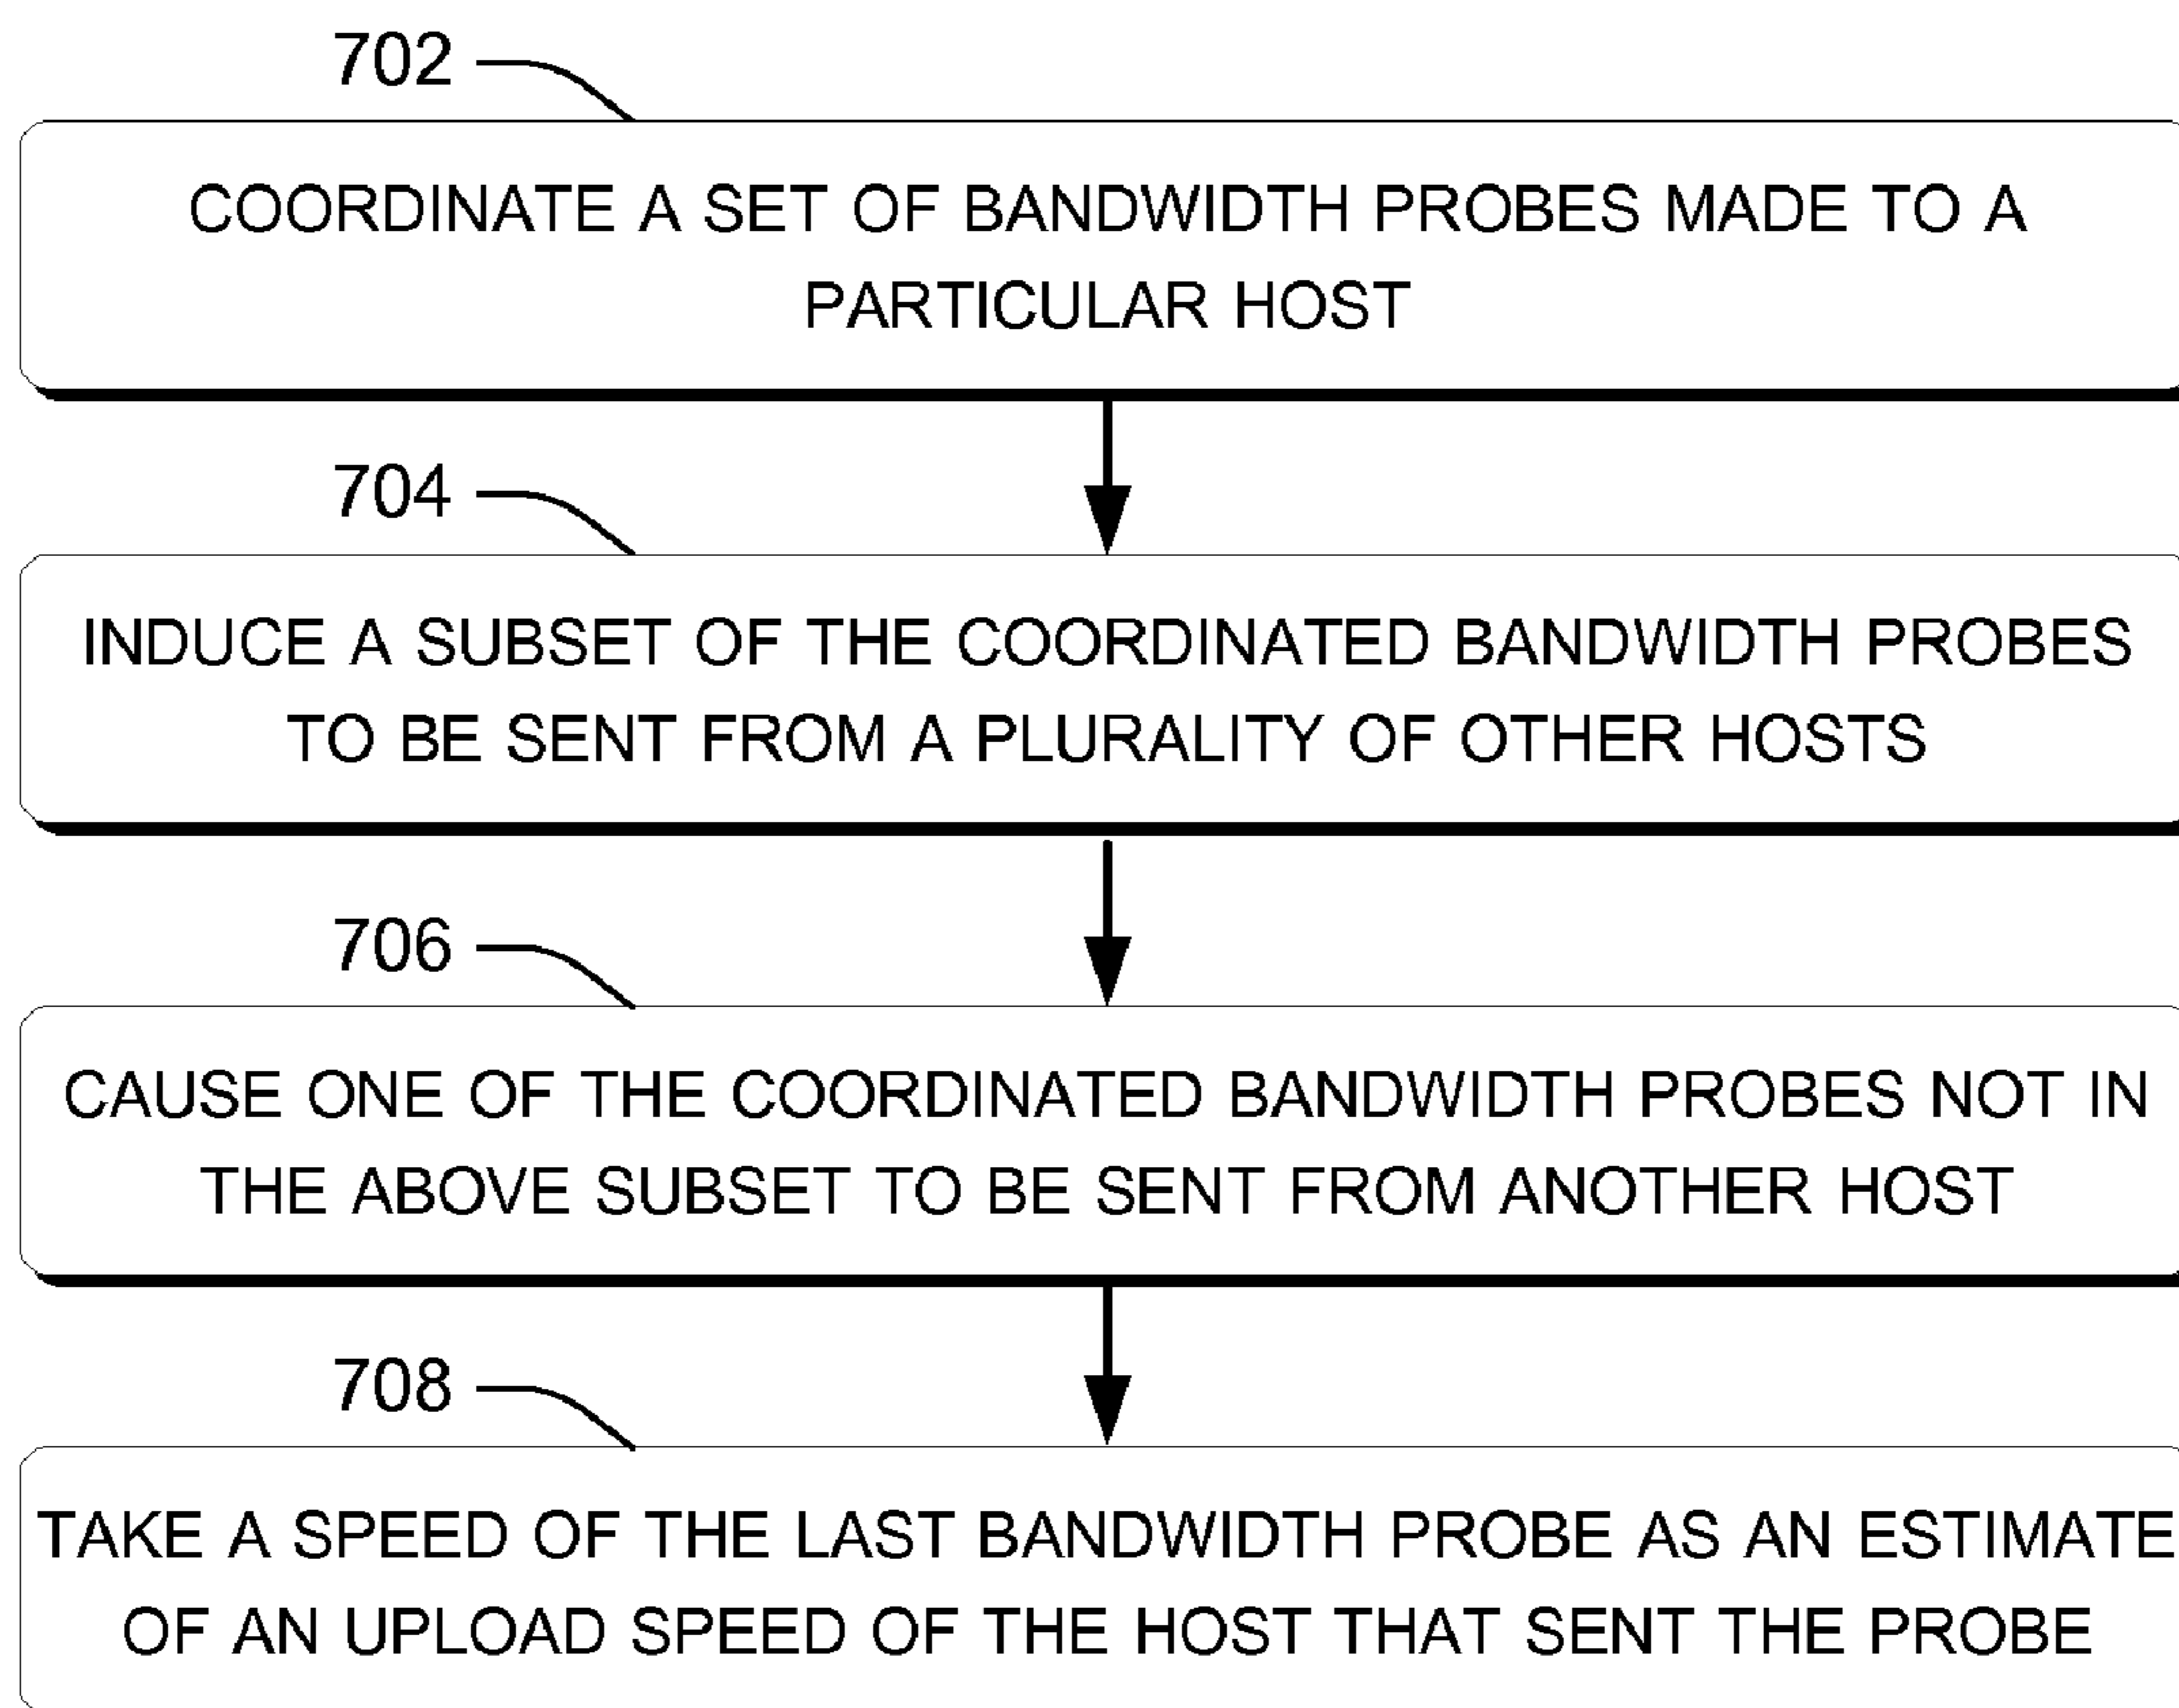 702
COORDINATE A SET OF BANDWIDTH PROBES MADE TO A
PARTICULAR HOST
704
INDUCE A SUBSET OF THE COORDINATED BANDWIDTH PROBES
TO BE SENT FROM A PLURALITY OF OTHER HOSTS
706
CAUSE ONE OF THE COORDINATED BANDWIDTH PROBES NOT IN
THE ABOVE SUBSET TO BE SENT FROM ANOTHER HOST
708
TAKE A SPEED OF THE LAST BANDWIDTH PROBE AS AN ESTIMATE
OF AN UPLOAD SPEED OF THE HOST THAT SENT THE PROBE